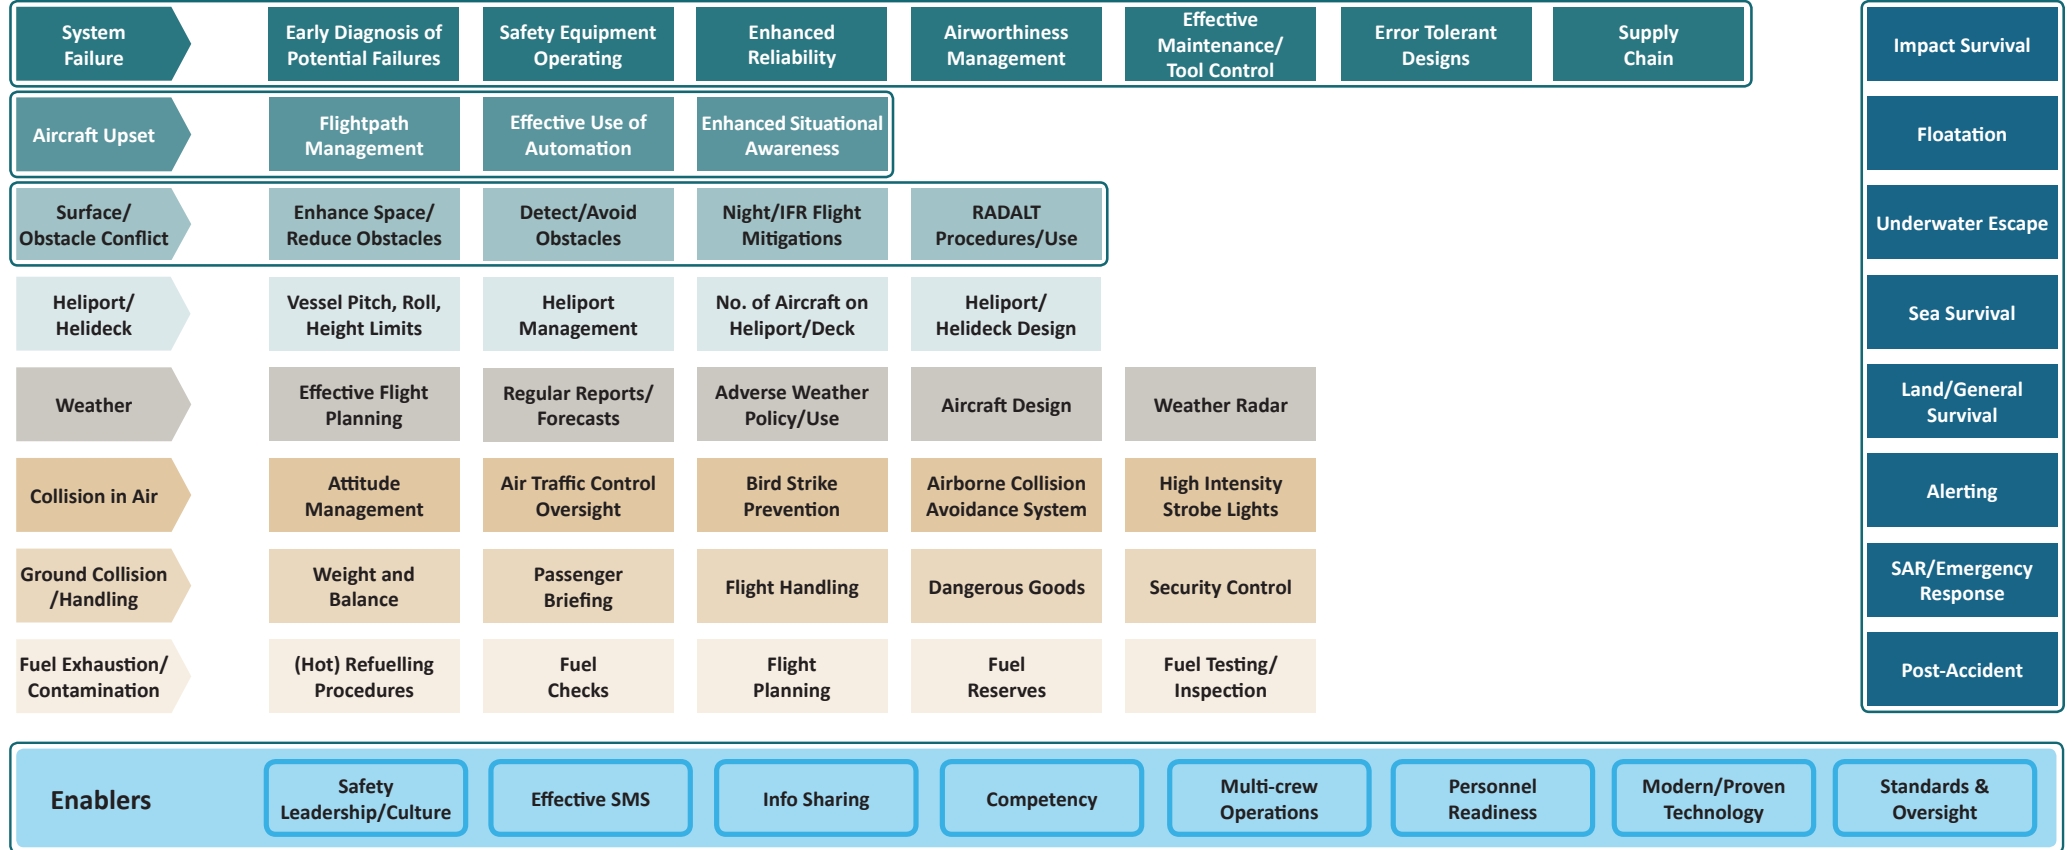 System
Failure
Early Diagnosis of
Potential Failures
Safety Equipment
Operating
Enhanced
Reliability
Airworthiness
Management
Effective
Maintenance/
Tool Control
Error Tolerant
Designs
Supply
Chain
Impact Survival
Aircraft Upset
Flightpath
Management
Effective Use of
Automation
Enhanced Situational
Awareness
Floatation
Surface/
Obstacle Conflict
Enhance Space/
Reduce Obstacles
Detect/Avoid
Obstacles
Night/IFR Flight
Mitigations
RADALT
Procedures/Use
Underwater Escape
Heliport/
Helideck
Vessel Pitch, Roll,
Height Limits
Heliport
Management
No. of Aircraft on
Heliport/Deck
Heliport/
Helideck Design
Sea Survival
Weather
Effective Flight
Planning
Regular Reports/
Forecasts
Adverse Weather
Policy/Use
Aircraft Design
Weather Radar
Land/General
Survival
Collision in Air
Attitude
Management
Air Traffic Control
Oversight
Bird Strike
Prevention
Airborne Collision
Avoidance System
High Intensity
Strobe Lights
Alerting
Ground Collision
/Handling
Weight and
Balance
Passenger
Briefing
Flight Handling
Dangerous Goods
Security Control
SAR/Emergency
Response
Fuel Exhaustion/
Contamination
(Hot) Refuelling
Procedures
Fuel
Checks
Flight
Planning
Fuel
Reserves
Fuel Testing/
Inspection
Post-Accident
Enablers
Safety
Leadership/Culture
Effective SMS
Info Sharing
Competency
Multi-crew
Operations
Personnel
Readiness
Modern/Proven
Technology
Standards &
Oversight